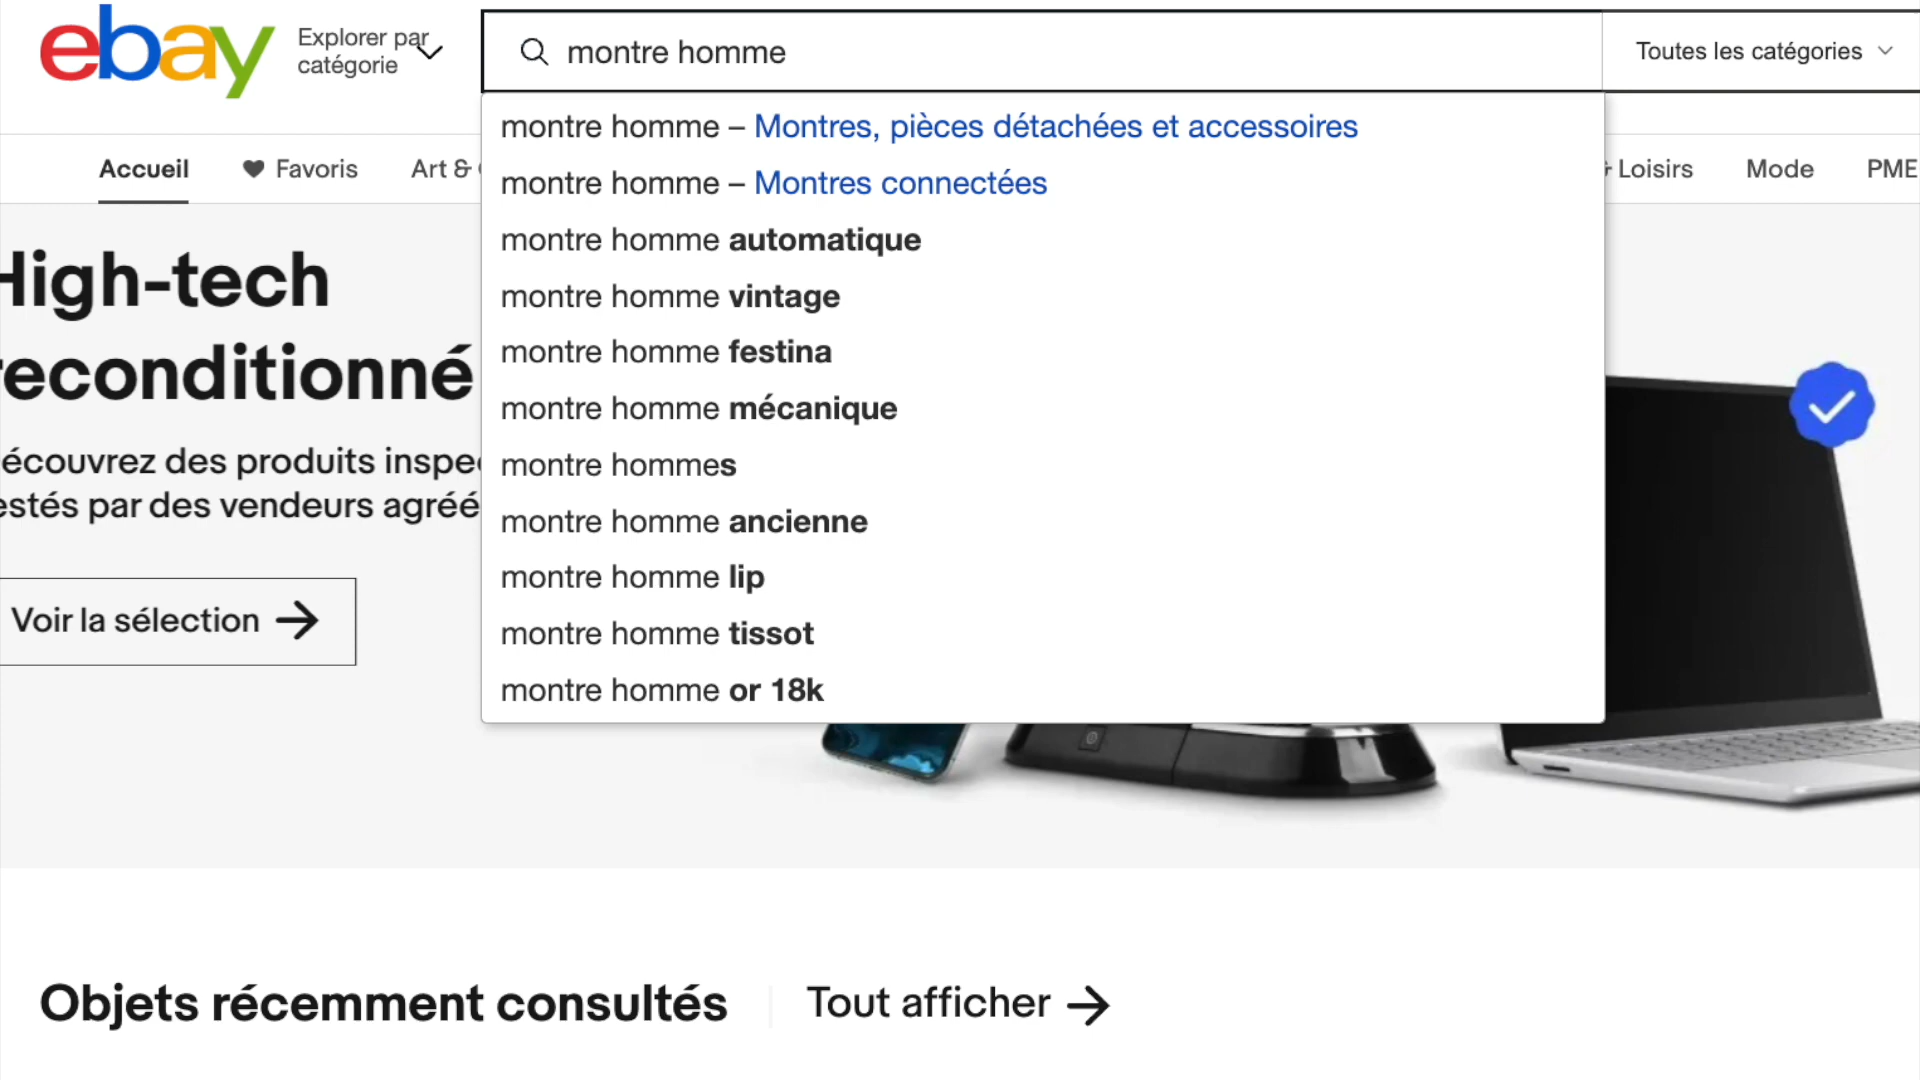 ebay
Explorer par
catégorie
montre homme
Toutes les catégories
montre homme – Montres, pièces détachées et accessoires
montre homme – Montres connectées
montre homme automatique
montre homme vintage
montre homme festina
montre homme mécanique
montre hommes
montre homme ancienne
montre homme lip
montre homme tissot
montre homme or 18k
Accueil
Favoris
Art &
Loisirs
Mode
PME
High-tech
reconditionné
écouvrez des produits
estés par des vendeurs
Voir la sélection
Objets récemment consultés
Tout afficher